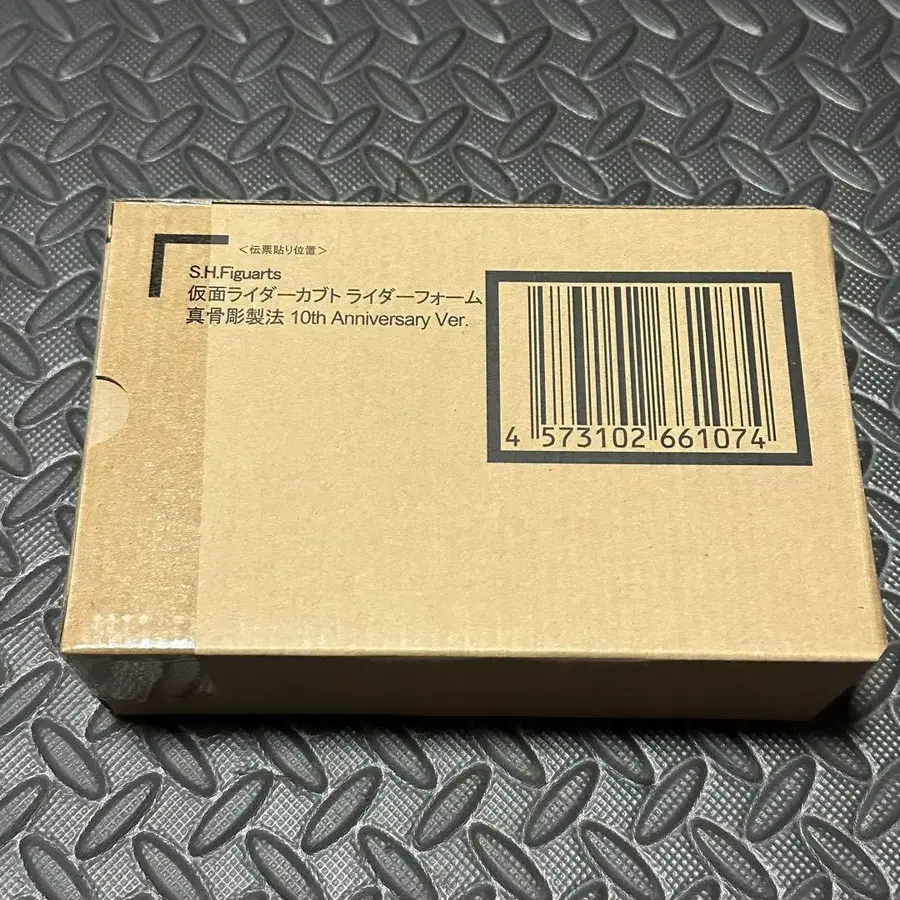 ＜伝票貼り位置＞
S.H.Figuarts
仮面ライダーカブト ライダーフォーム
真骨彫製法 10th Anniversary Ver.
4 573102 661074